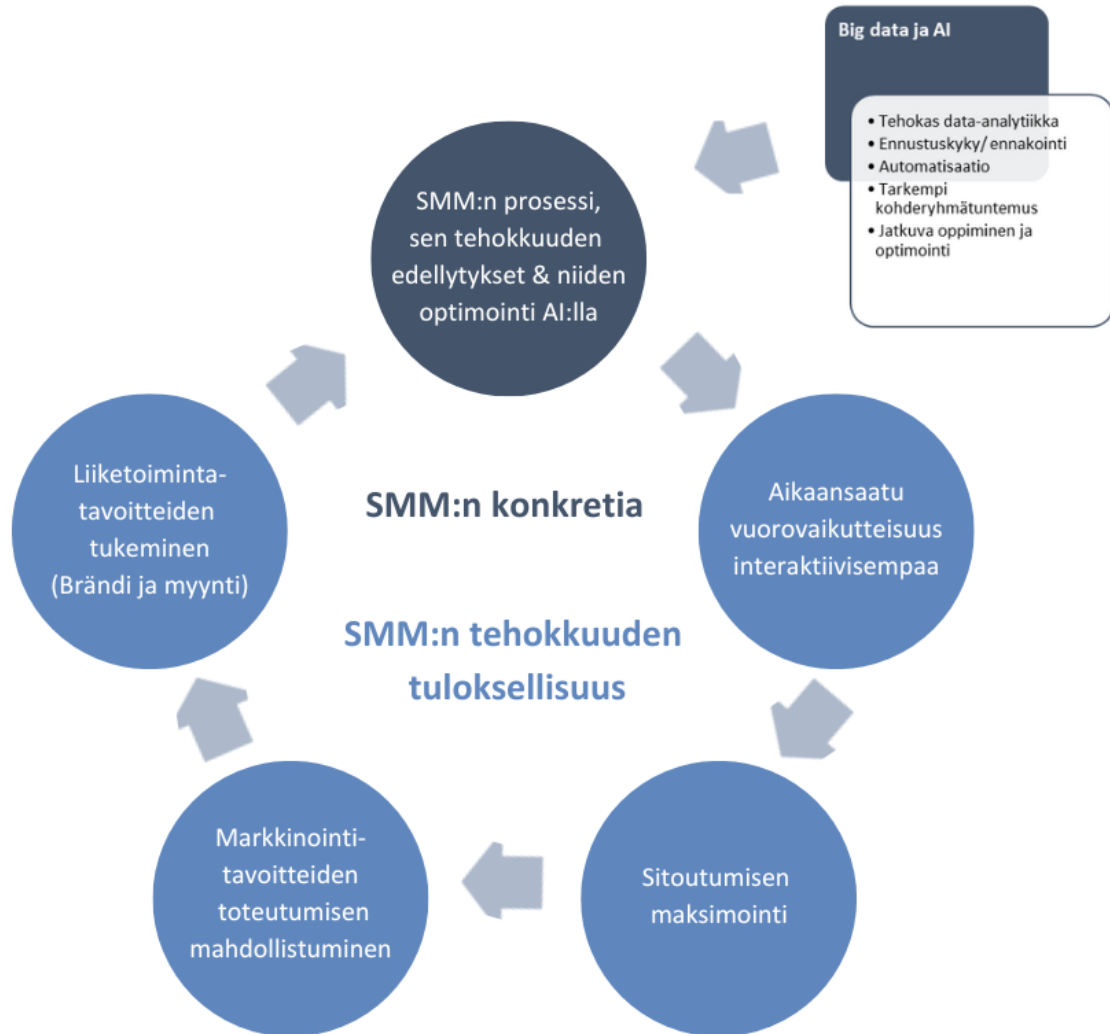 Big data ja AI
• Tehokas data-analytiikka
• Ennustuskyky/ ennakointi
• Automatisaatio
• Tarkempi
kohderyhmätuntemus
• Jatkuva oppiminen ja
optimointi
SMM:n prosessi,
sen tehokkuuden
edellytykset & niiden
optimointi AI:lla
Liiketoiminta-
tavoitteiden
tukeminen
(Brändi ja myynti)
SMM:n konkretia
Aikaansaatu
vuorovaikutteisuus
interaktiivisempaa
SMM:n tehokkuuden
tuloksellisuus
Markkinointi-
tavoitteiden
toteutumisen
mahdollistuminen
Sitoutumisen
maksimointi